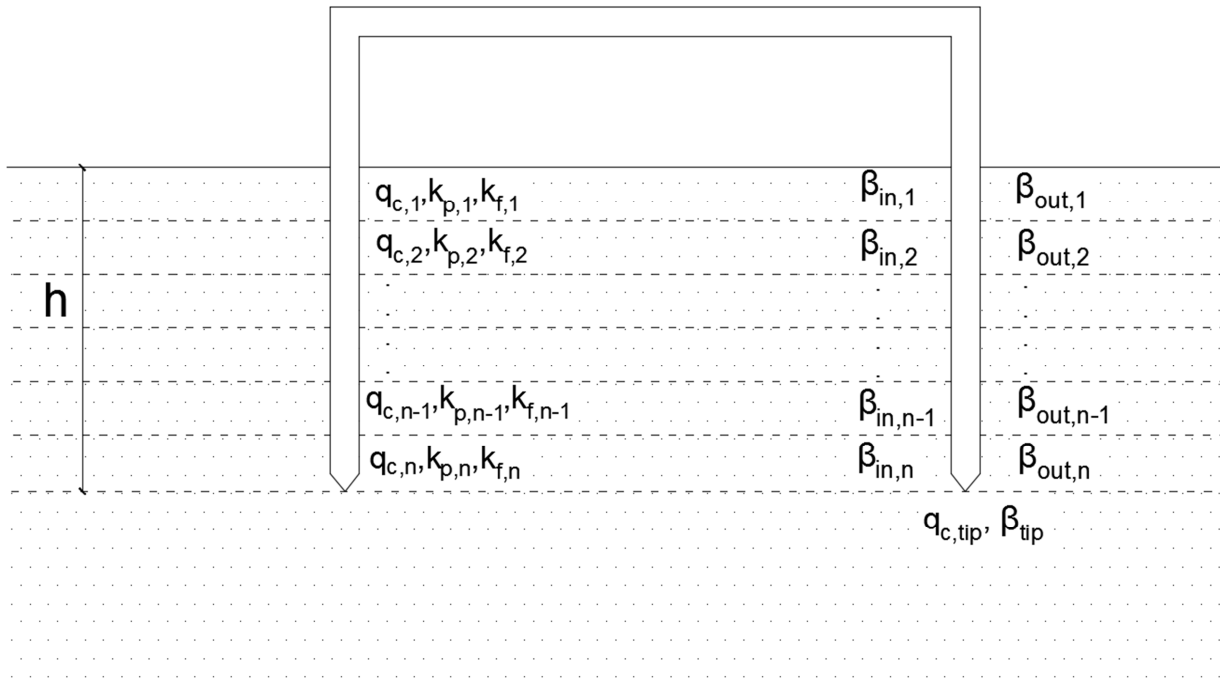 q_c,1,k_p,1,k_f,1 β_in,1 β_out,1
q_c,2,k_p,2,k_f,2 β_in,2 β_out,2
h
q_c,n-1,k_p,n-1,k_f,n-1 β_in,n-1 β_out,n-1
q_c,n,k_p,n,k_f,n β_in,n β_out,n
q_c,tip, β_tip